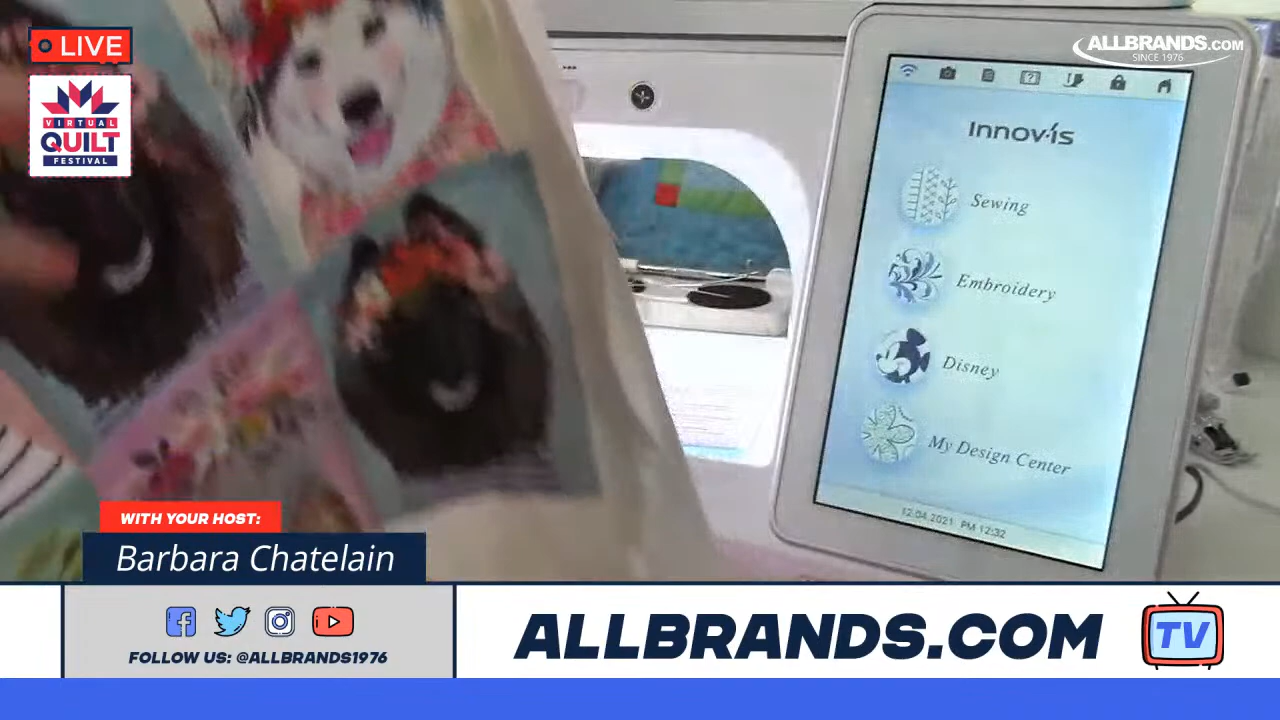 LIVE
VIRTUAL
QUILT
FESTIVAL
ALLBRANDS.COM
SINCE 1976
INNOV-ÍS
Sewing
Embroidery
Disney
My Design Center
12.04.2021 PM 12:32
WITH YOUR HOST:
Barbara Chatelain
FOLLOW US: @ALLBRANDS1976
ALLBRANDS.COM
TV